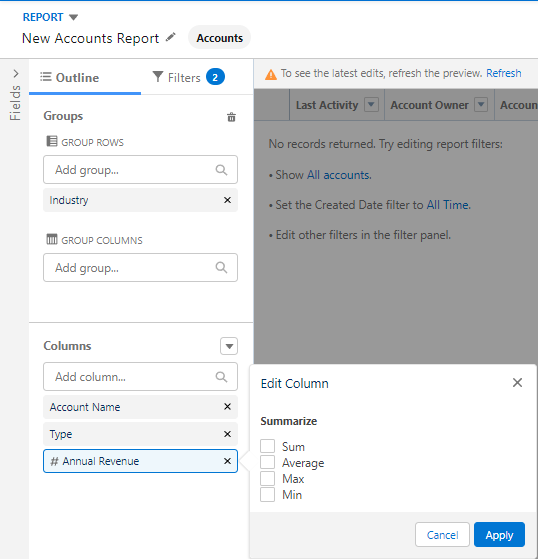 REPORT
New Accounts Report Accounts
Fields
Outline Filters 2
To see the latest edits, refresh the preview. Refresh
Last Activity Account Owner Accoun
Groups
GROUP ROWS
Add group...
Industry
GROUP COLUMNS
Add group...
No records returned. Try editing report filters:
• Show All accounts.
• Set the Created Date filter to All Time.
• Edit other filters in the filter panel.
Columns
Add column...
Account Name
Type
# Annual Revenue
Edit Column
Summarize
Sum
Average
Max
Min
Cancel Apply